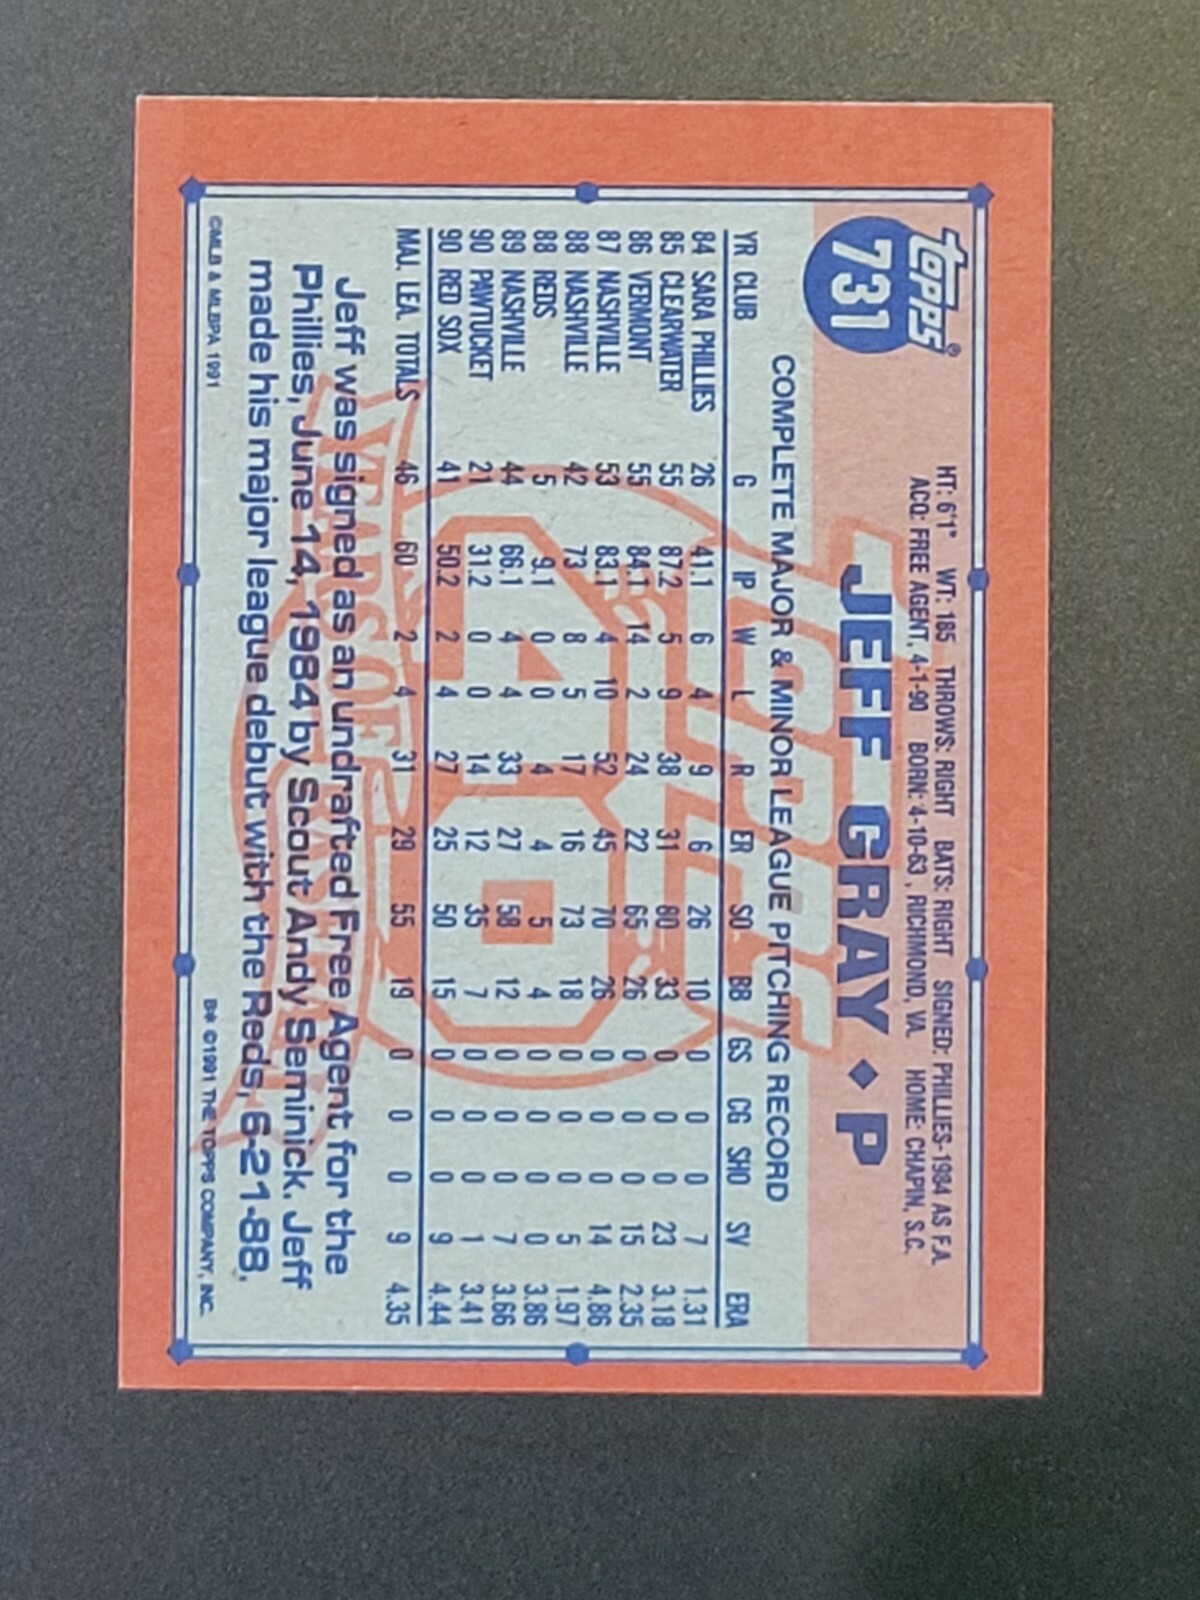 topps®
731
HT: 6'1" WT: 185 THROWS: RIGHT BATS: RIGHT SIGNED: PHILLIES-1984 AS F.A.
ACQ: FREE AGENT, 4-1-90 BORN: 4-10-63, RICHMOND, VA. HOME: CHAPIN, S.C.
JEFF GRAY ◆ P
COMPLETE MAJOR & MINOR LEAGUE PITCHING RECORD
YR CLUB G IP W L R ER SO BB GS CG SHO SV ERA
84 SARA PHILLIES 26 41.1 6 4 9 6 26 10 0 0 0 7 1.31
85 CLEARWATER 55 87.2 5 9 38 31 80 33 0 0 0 23 3.18
86 VERMONT 55 84.1 14 2 24 22 65 26 0 0 0 15 2.35
87 NASHVILLE 53 83.1 4 10 52 45 70 26 0 0 0 14 4.86
88 NASHVILLE 42 73 8 5 17 16 73 18 0 0 0 5 1.97
88 REDS 5 9.1 0 0 4 4 5 4 0 0 0 0 3.86
89 NASHVILLE 44 66.1 4 4 33 27 58 12 0 0 0 7 3.66
90 PAWTUCKET 21 31.2 0 0 14 12 35 7 0 0 0 1 3.41
90 RED SOX 41 50.2 2 4 27 25 50 15 0 0 0 9 4.44
MAJ. LEA. TOTALS 46 60 2 4 31 29 55 19 0 0 0 9 4.35
TOPPS
40
YEARS OF
Jeff was signed as an undrafted Free Agent for the
Phillies, June 14, 1984 by Scout Andy Seminick. Jeff
made his major league debut with the Reds, 6-21-88.
©MLB & MLBPA 1991
B* ©1991 THE TOPPS COMPANY, INC.